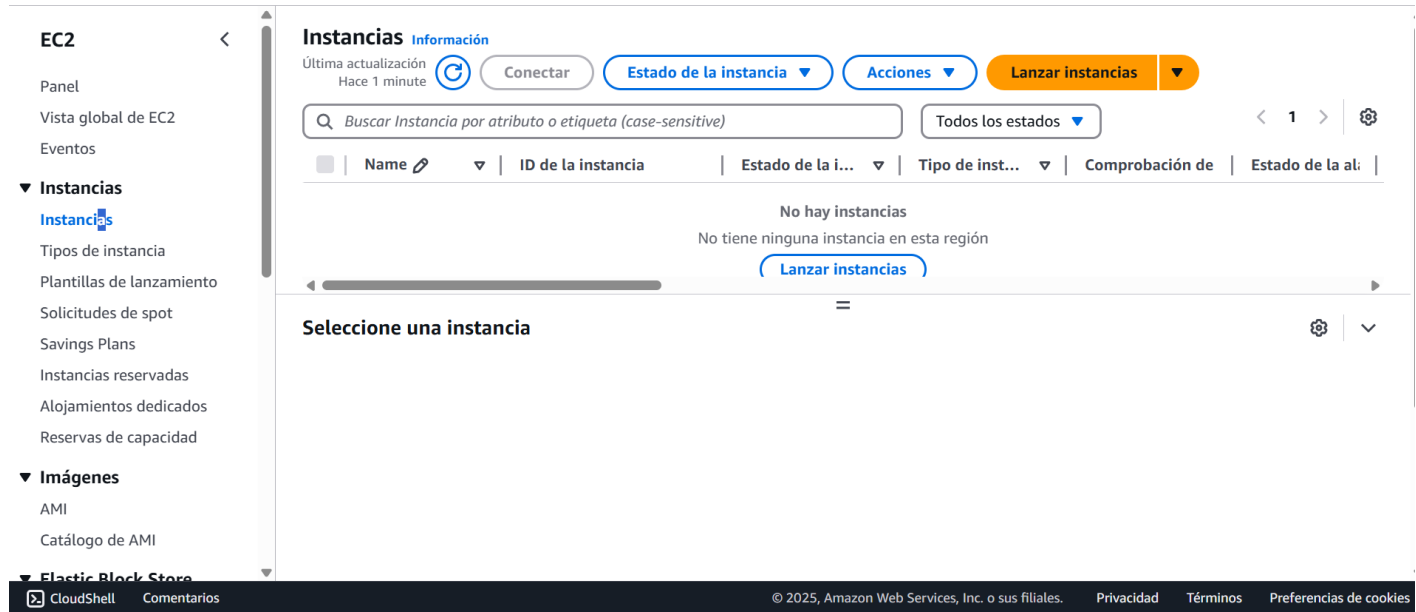 EC2
Panel
Vista global de EC2
Eventos
Instancias
Instancias
Tipos de instancia
Plantillas de lanzamiento
Solicitudes de spot
Savings Plans
Instancias reservadas
Alojamientos dedicados
Reservas de capacidad
Imágenes
AMI
Catálogo de AMI
Elastic Block Store
Instancias Información
Última actualización
Hace 1 minute
Conectar Estado de la instancia Acciones Lanzar instancias
Buscar Instancia por atributo o etiqueta (case-sensitive) Todos los estados 1
Name ID de la instancia Estado de la i... Tipo de inst... Comprobación de Estado de la ala
No hay instancias
No tiene ninguna instancia en esta región
Lanzar instancias
Seleccione una instancia
CloudShell Comentarios © 2025, Amazon Web Services, Inc. o sus filiales. Privacidad Términos Preferencias de cookies